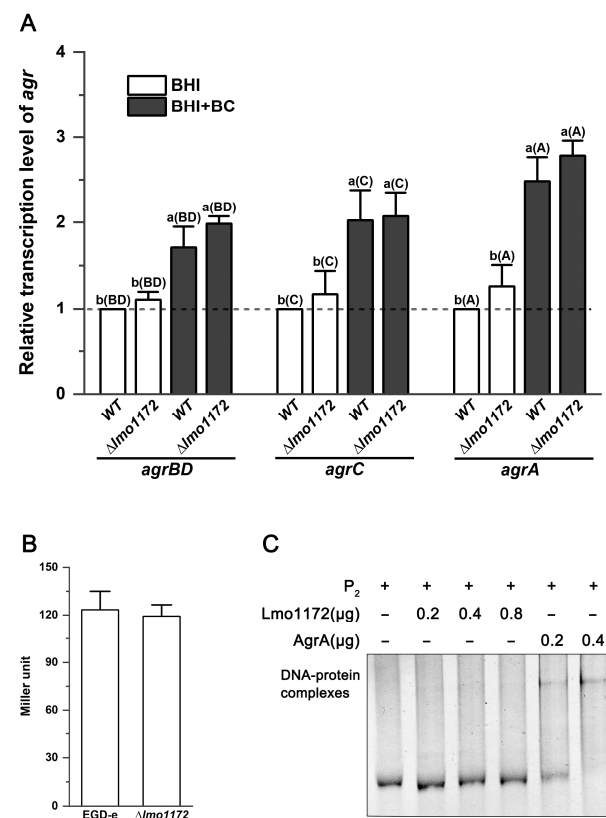 A
Relative transcription level of agr
4
3
2
1
0
BHI
BHI+BC
b(BD) b(BD) a(BD) a(BD) b(C) b(C) a(C) a(C) b(A) b(A) a(A) a(A)
WT Δlmo1172 WT Δlmo1172 WT Δlmo1172 WT Δlmo1172 WT Δlmo1172 WT Δlmo1172
agrBD agrC agrA
B
Miller unit
150
120
90
60
30
0
EGD-e Δlmo1172
C
P2 + + + + + +
Lmo1172(μg) – 0.2 0.4 0.8 – –
AgrA(μg) – – – – 0.2 0.4
DNA-protein
complexes